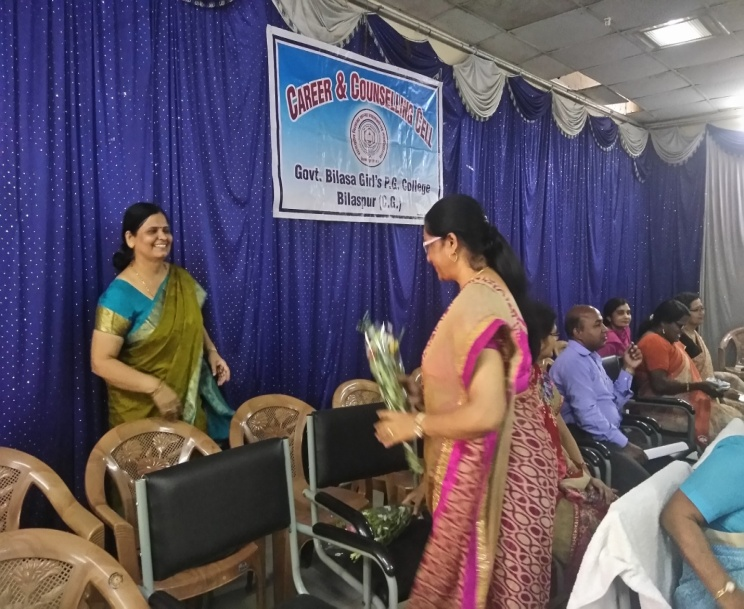 CAREER & COUNSELLING CELL
Govt. Bilasa Girl's P.G. College
Bilaspur (C.G.)